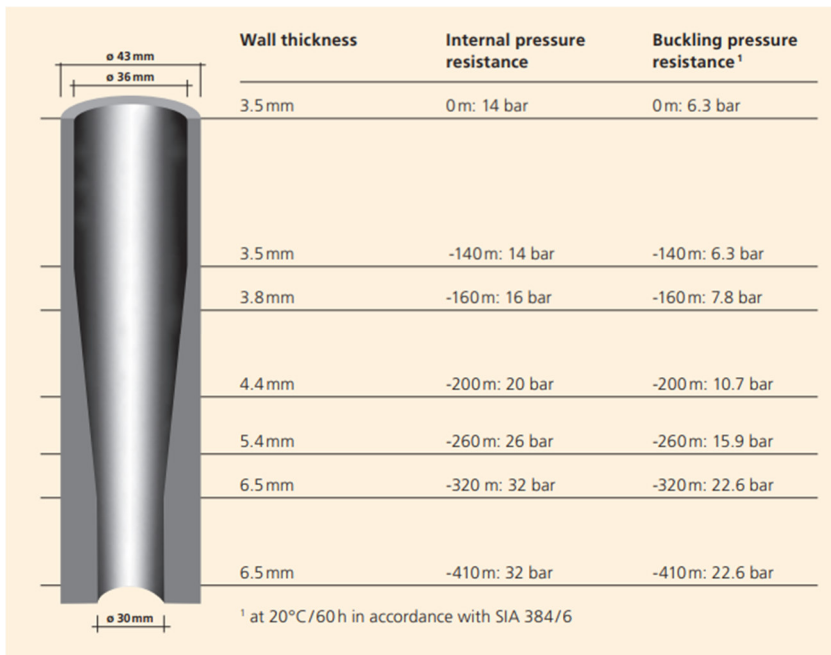 Wall thickness Internal pressure resistance Buckling pressure resistance ¹
ø 43 mm
ø 36 mm
3.5 mm 0 m: 14 bar 0 m: 6.3 bar
3.5 mm -140 m: 14 bar -140 m: 6.3 bar
3.8 mm -160 m: 16 bar -160 m: 7.8 bar
4.4 mm -200 m: 20 bar -200 m: 10.7 bar
5.4 mm -260 m: 26 bar -260 m: 15.9 bar
6.5 mm -320 m: 32 bar -320 m: 22.6 bar
6.5 mm -410 m: 32 bar -410 m: 22.6 bar
ø 30 mm
¹ at 20°C/60 h in accordance with SIA 384/6